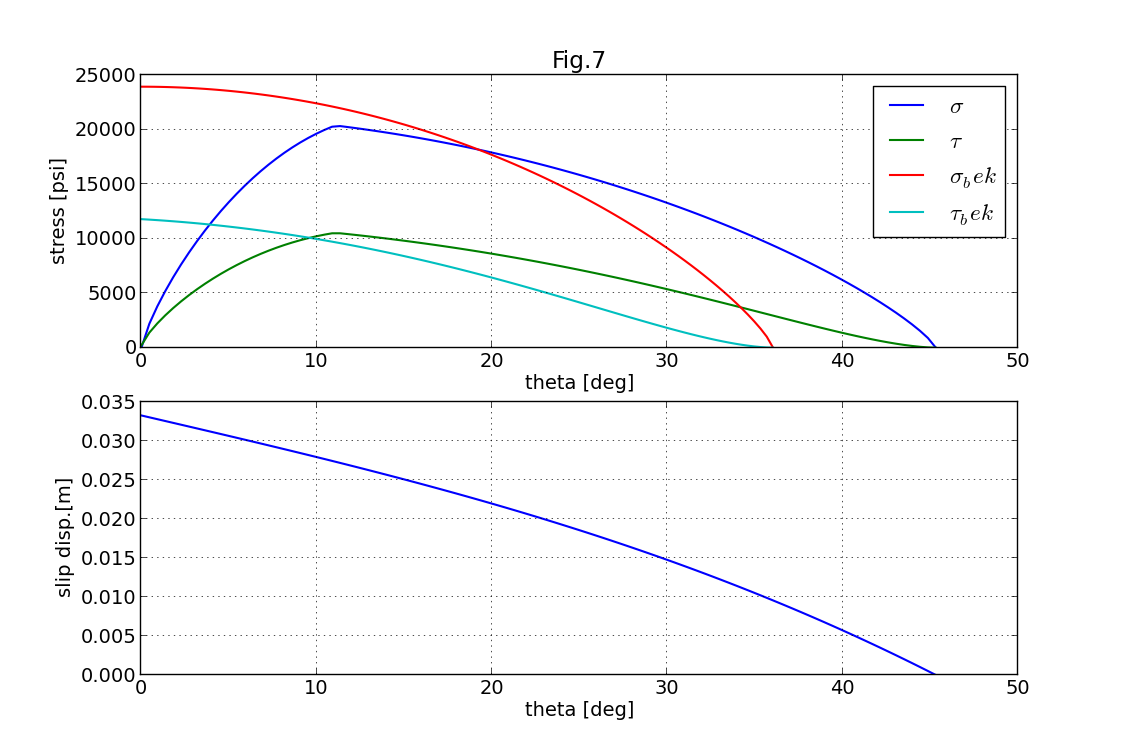 Fig.7
stress [psi]
25000
20000
15000
10000
5000
0
0 10 20 30 40 50
theta [deg]
σ
τ
σ_b ek
τ_b ek
slip disp.[m]
0.035
0.030
0.025
0.020
0.015
0.010
0.005
0.000
0 10 20 30 40 50
theta [deg]